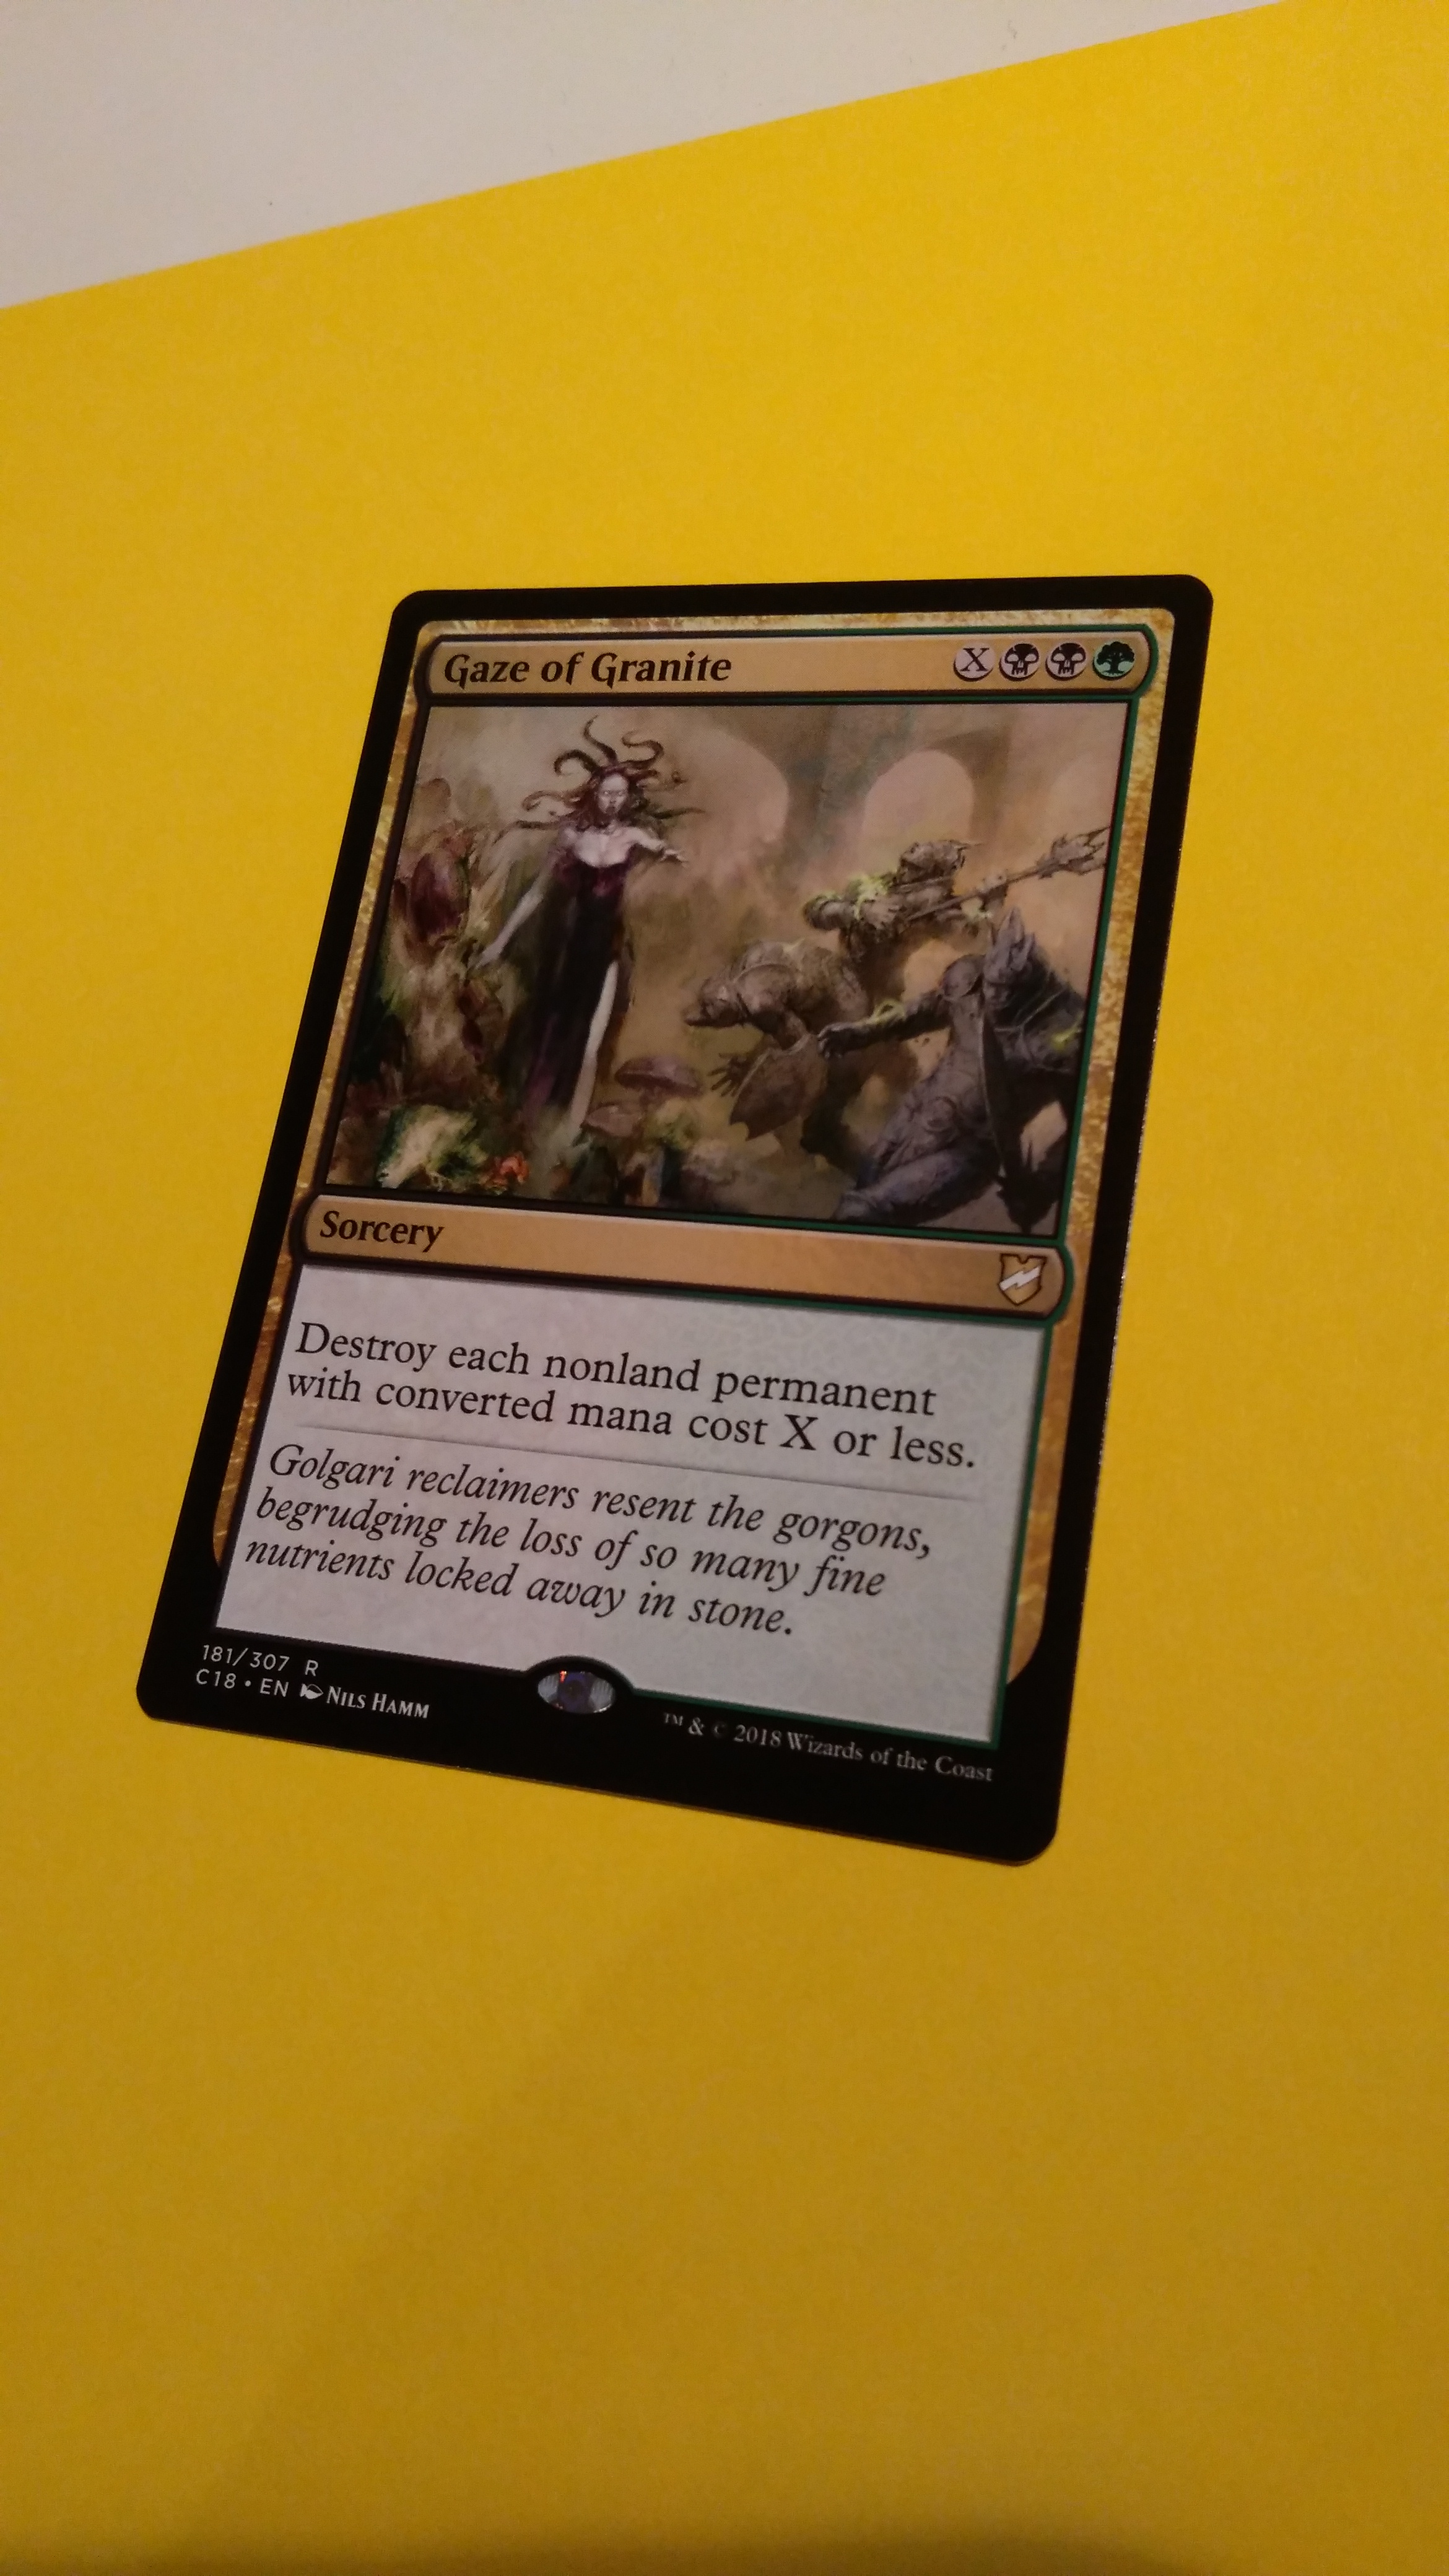 Gaze of Granite X
Sorcery
Destroy each nonland permanent
with converted mana cost X or less.
Golgari reclaimers resent the gorgons,
begrudging the loss of so many fine
nutrients locked away in stone.
181/307 R
C18 • EN NILS HAMM
™ & © 2018 Wizards of the Coast